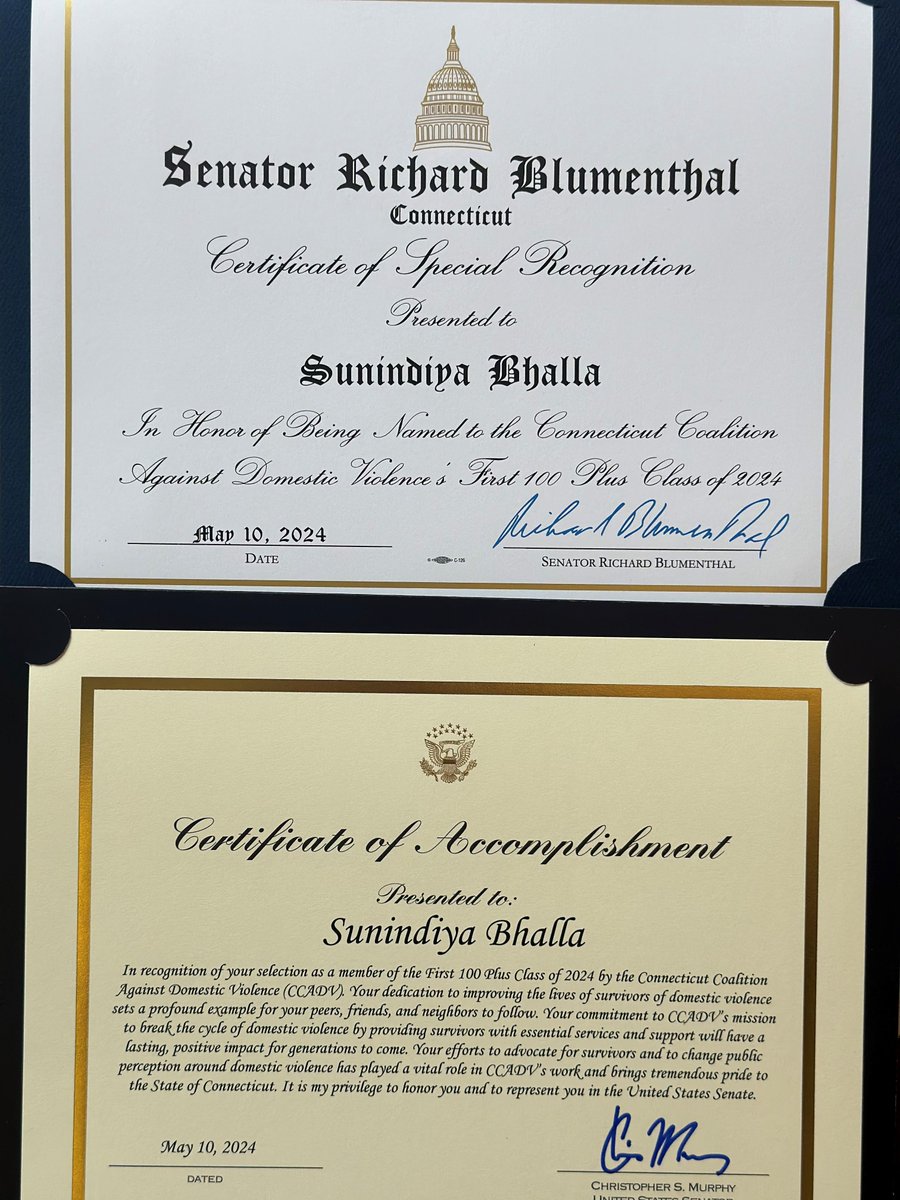 Senator Richard Blumenthal
Connecticut
Certificate of Special Recognition
Presented to
Sunindiya Bhalla
In Honor of Being Named to the Connecticut Coalition
Against Domestic Violence's First 100 Plus Class of 2024
May 10, 2024
Richard Blumenthal
DATE
C-126
SENATOR RICHARD BLUMENTHAL
Certificate of Accomplishment
Presented to:
Sunindiya Bhalla
In recognition of your selection as a member of the First 100 Plus Class of 2024 by the Connecticut Coalition
Against Domestic Violence (CCADV). Your dedication to improving the lives of survivors of domestic violence
sets a profound example for your peers, friends, and neighbors to follow. Your commitment to CCADV's mission
to break the cycle of domestic violence by providing survivors with essential services and support will have a
lasting, positive impact for generations to come. Your efforts to advocate for survivors and to change public
perception around domestic violence has played a vital role in CCADV's work and brings tremendous pride to
the State of Connecticut. It is my privilege to honor you and to represent you in the United States Senate.
May 10, 2024
DATED
CHRISTOPHER S. MURPHY
UNITED STATES SENATOR